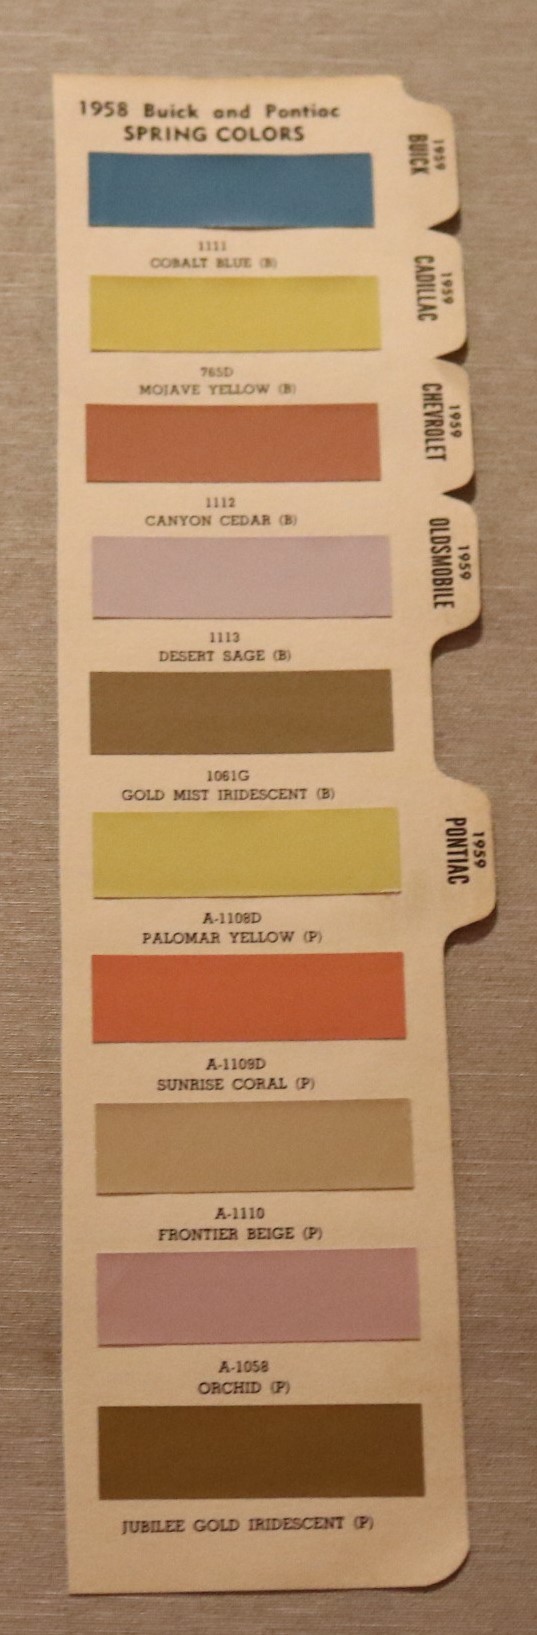 1958 Buick and Pontiac
SPRING COLORS
1111
COBALT BLUE (B)
765D
MOJAVE YELLOW (B)
1112
CANYON CEDAR (B)
1113
DESERT SAGE (B)
1061G
GOLD MIST IRIDESCENT (B)
A-1108D
PALOMAR YELLOW (P)
A-1109D
SUNRISE CORAL (P)
A-1110
FRONTIER BEIGE (P)
A-1058
ORCHID (P)
JUBILEE GOLD IRIDESCENT (P)
1959
BUICK
1959
CADILLAC
1959
CHEVROLET
1959
OLDSMOBILE
1959
PONTIAC